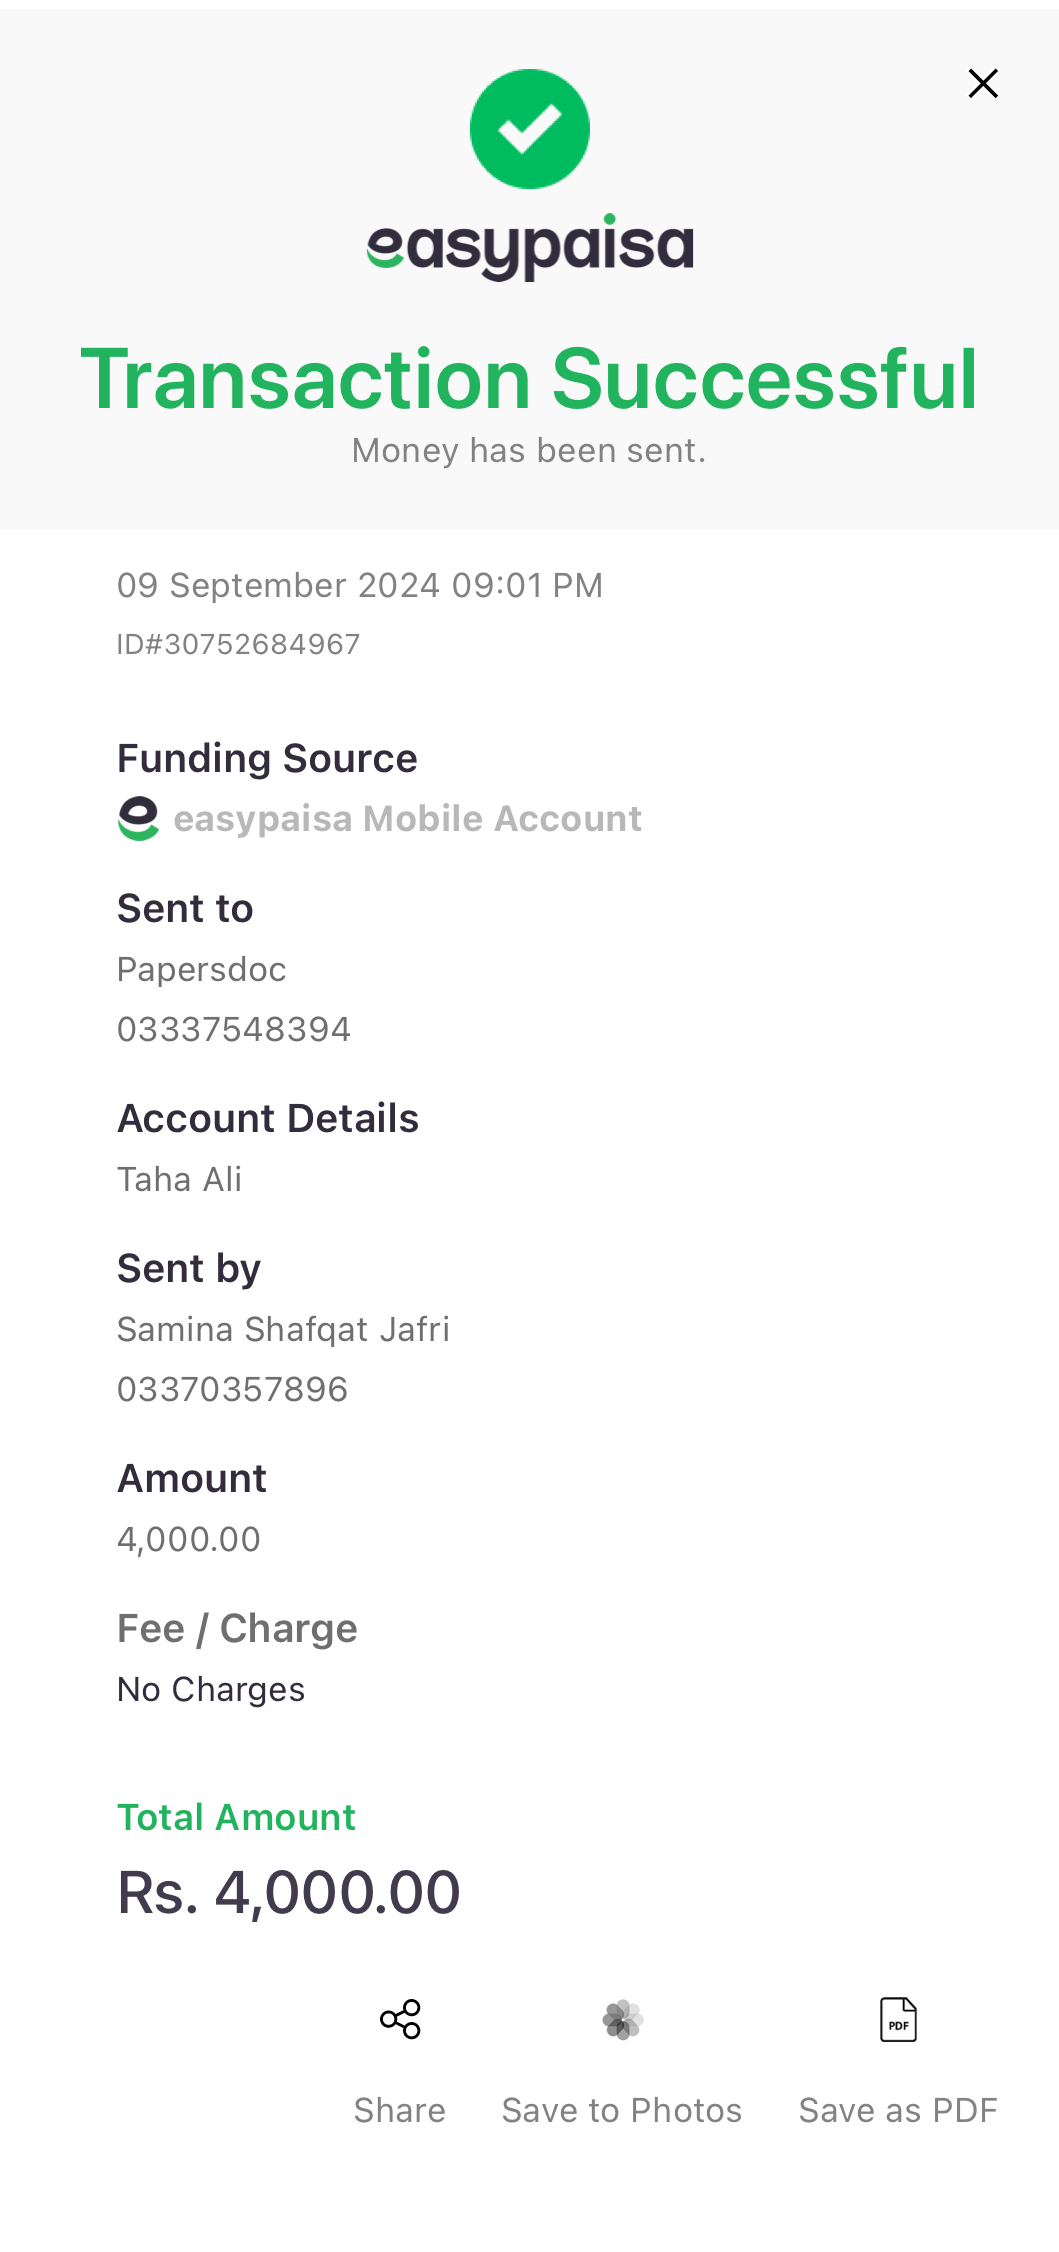 easypaisa
Transaction Successful
Money has been sent.
09 September 2024 09:01 PM
ID#30752684967
Funding Source
easypaisa Mobile Account
Sent to
Papersdoc
03337548394
Account Details
Taha Ali
Sent by
Samina Shafqat Jafri
03370357896
Amount
4,000.00
Fee / Charge
No Charges
Total Amount
Rs. 4,000.00
PDF
Share
Save to Photos
Save as PDF